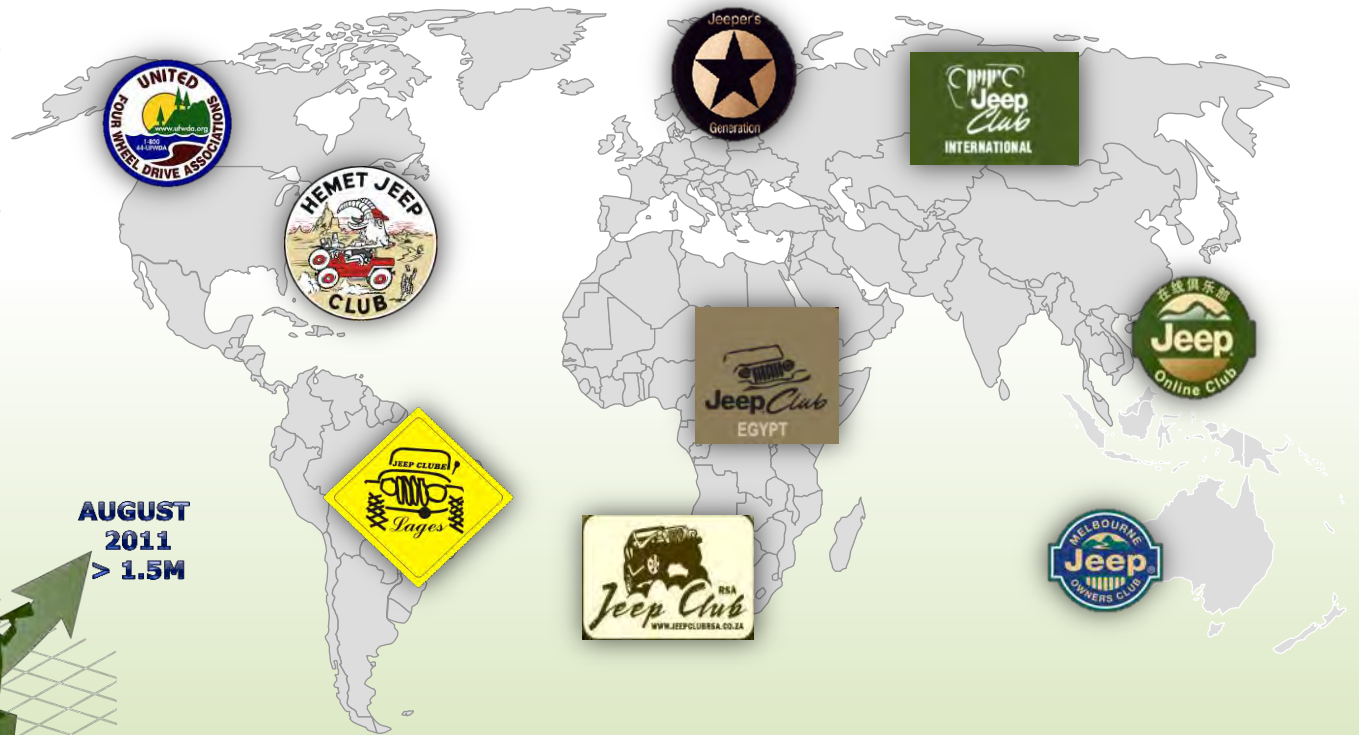 UNITED
FOUR WHEEL DRIVE ASSOCIATIONS
www.ufwda.org
1-800
44-UFWDA
Jeeper's
Generation
Jeep
Club
INTERNATIONAL
HEMET JEEP
CLUB
在线俱乐部
Jeep
Online Club
Jeep Club
EGYPT
JEEP CLUBE
Lages
AUGUST
2011
> 1.5M
Jeep Club
RSA
WWW.JEEPCLUBRSA.CO.ZA
MELBOURNE
Jeep®
OWNERS CLUB